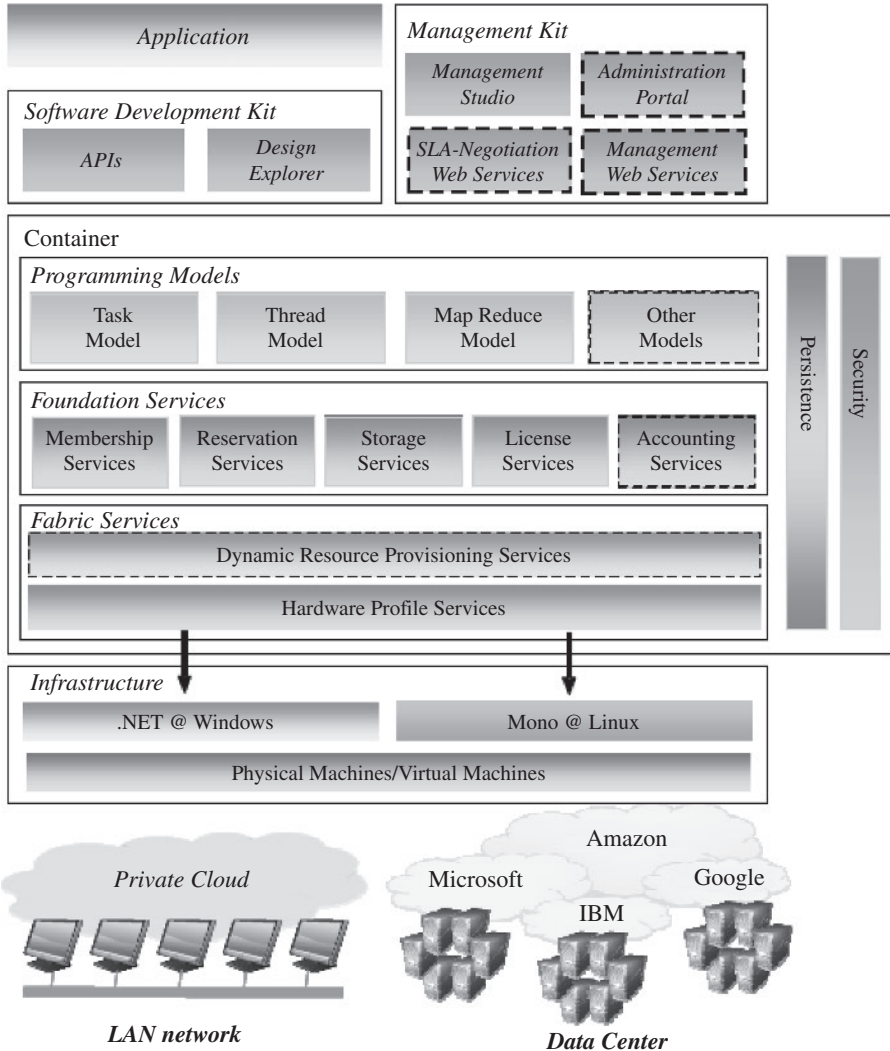 Application
Management Kit
Management
Studio
Administration
Portal
SLA-Negotiation
Web Services
Management
Web Services
Software Development Kit
APIs
Design
Explorer
Container
Programming Models
Task
Model
Thread
Model
Map Reduce
Model
Other
Models
Foundation Services
Membership
Services
Reservation
Services
Storage
Services
License
Services
Accounting
Services
Fabric Services
Dynamic Resource Provisioning Services
Hardware Profile Services
Persistence
Security
Infrastructure
.NET @ Windows
Mono @ Linux
Physical Machines/Virtual Machines
Private Cloud
Amazon
Microsoft
Google
IBM
LAN network
Data Center